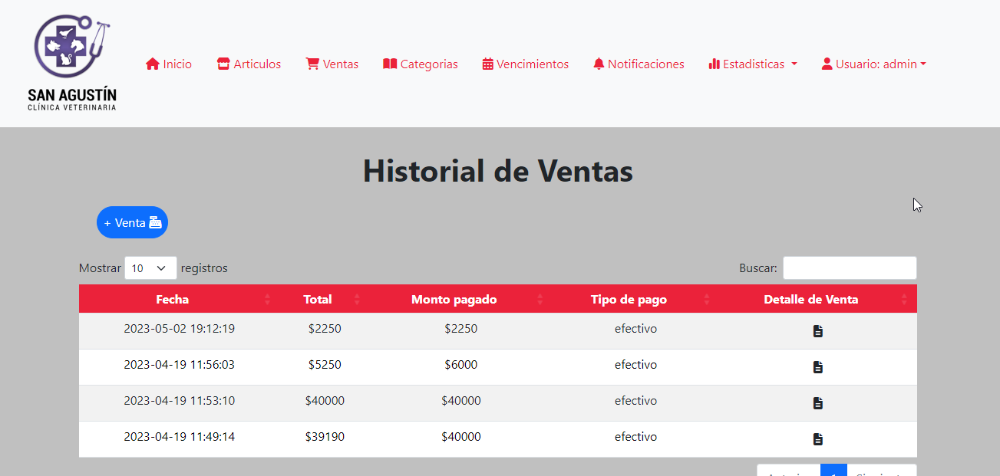 SAN AGUSTÍN
CLÍNICA VETERINARIA
Inicio Articulos Ventas Categorias Vencimientos Notificaciones Estadisticas Usuario: admin
Historial de Ventas
+ Venta
Mostrar 10 registros Buscar:
Fecha Total Monto pagado Tipo de pago Detalle de Venta
2023-05-02 19:12:19 $2250 $2250 efectivo
2023-04-19 11:56:03 $5250 $6000 efectivo
2023-04-19 11:53:10 $40000 $40000 efectivo
2023-04-19 11:49:14 $39190 $40000 efectivo